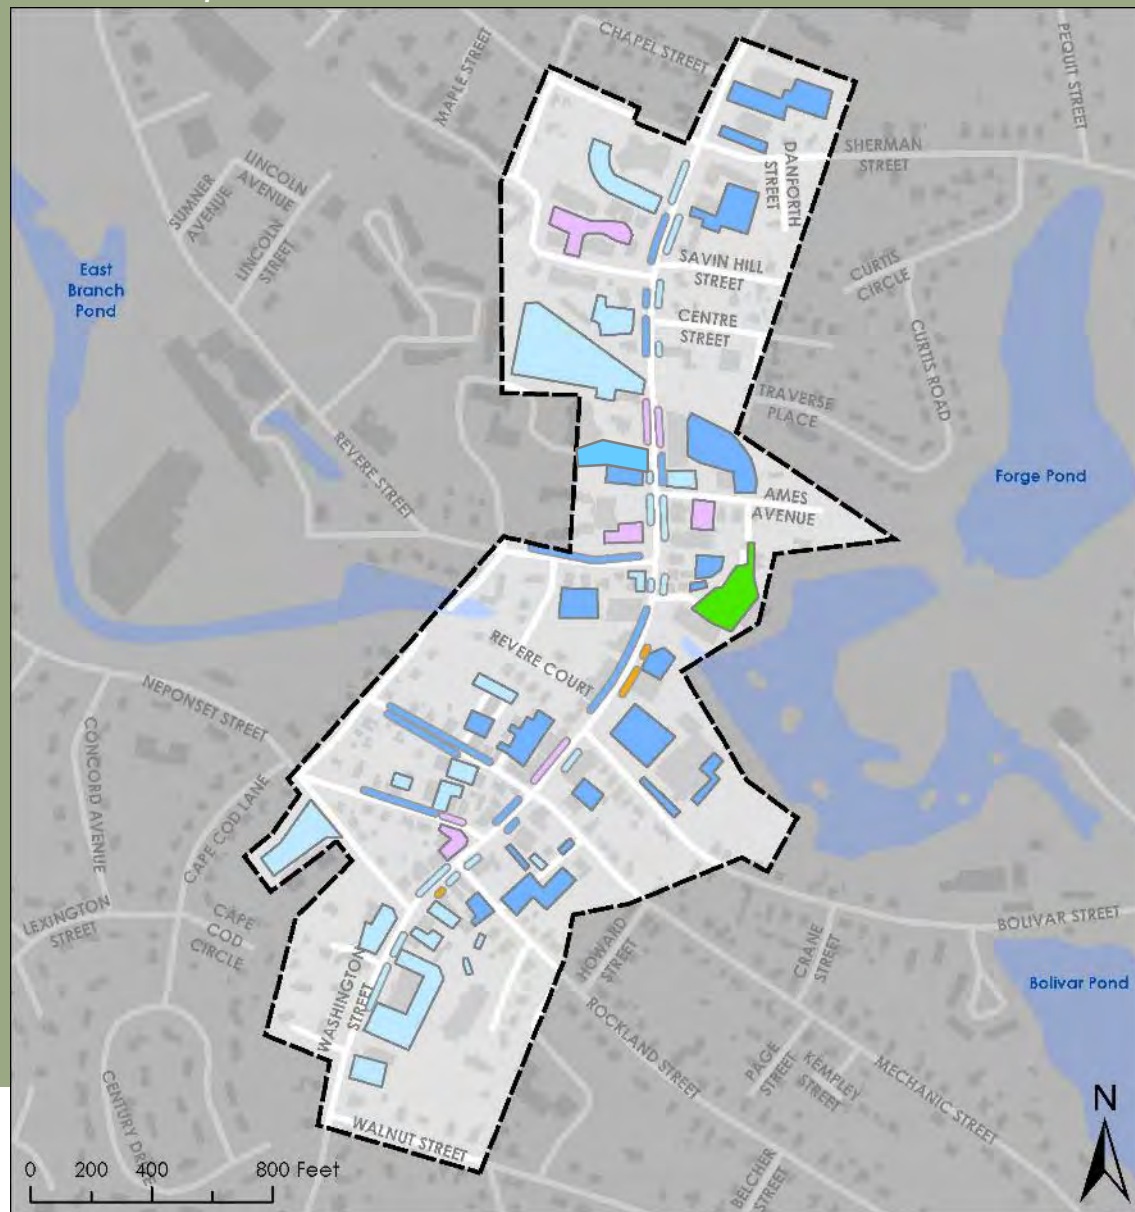 CHAPEL STREET
MAPLE STREET
PEQUIT STREET
SHERMAN
STREET
DANFORTH
STREET
LINCOLN
AVENUE
SUMNER
AVENUE
LINCOLN
STREET
East
Branch
Pond
SAVIN HILL
STREET
CURTIS
CIRCLE
CENTRE
STREET
CURTIS ROAD
TRAVERSE
PLACE
REVERE STREET
Forge Pond
AMES
AVENUE
REVERE COURT
NEPONSET STREET
CONCORD AVENUE
CAPE COD LANE
LEXINGTON
STREET
CAPE
COD
CIRCLE
BOLIVAR STREET
HOWARD
STREET
CRANE
STREET
Bolivar Pond
WASHINGTON
STREET
ROCKLAND STREET
PAGE
STREET
KEMPLEY
STREET
MECHANIC STREET
CENTURY DRIVE
WALNUT STREET
BELCHER
STREET
N
0 200 400 800 Feet